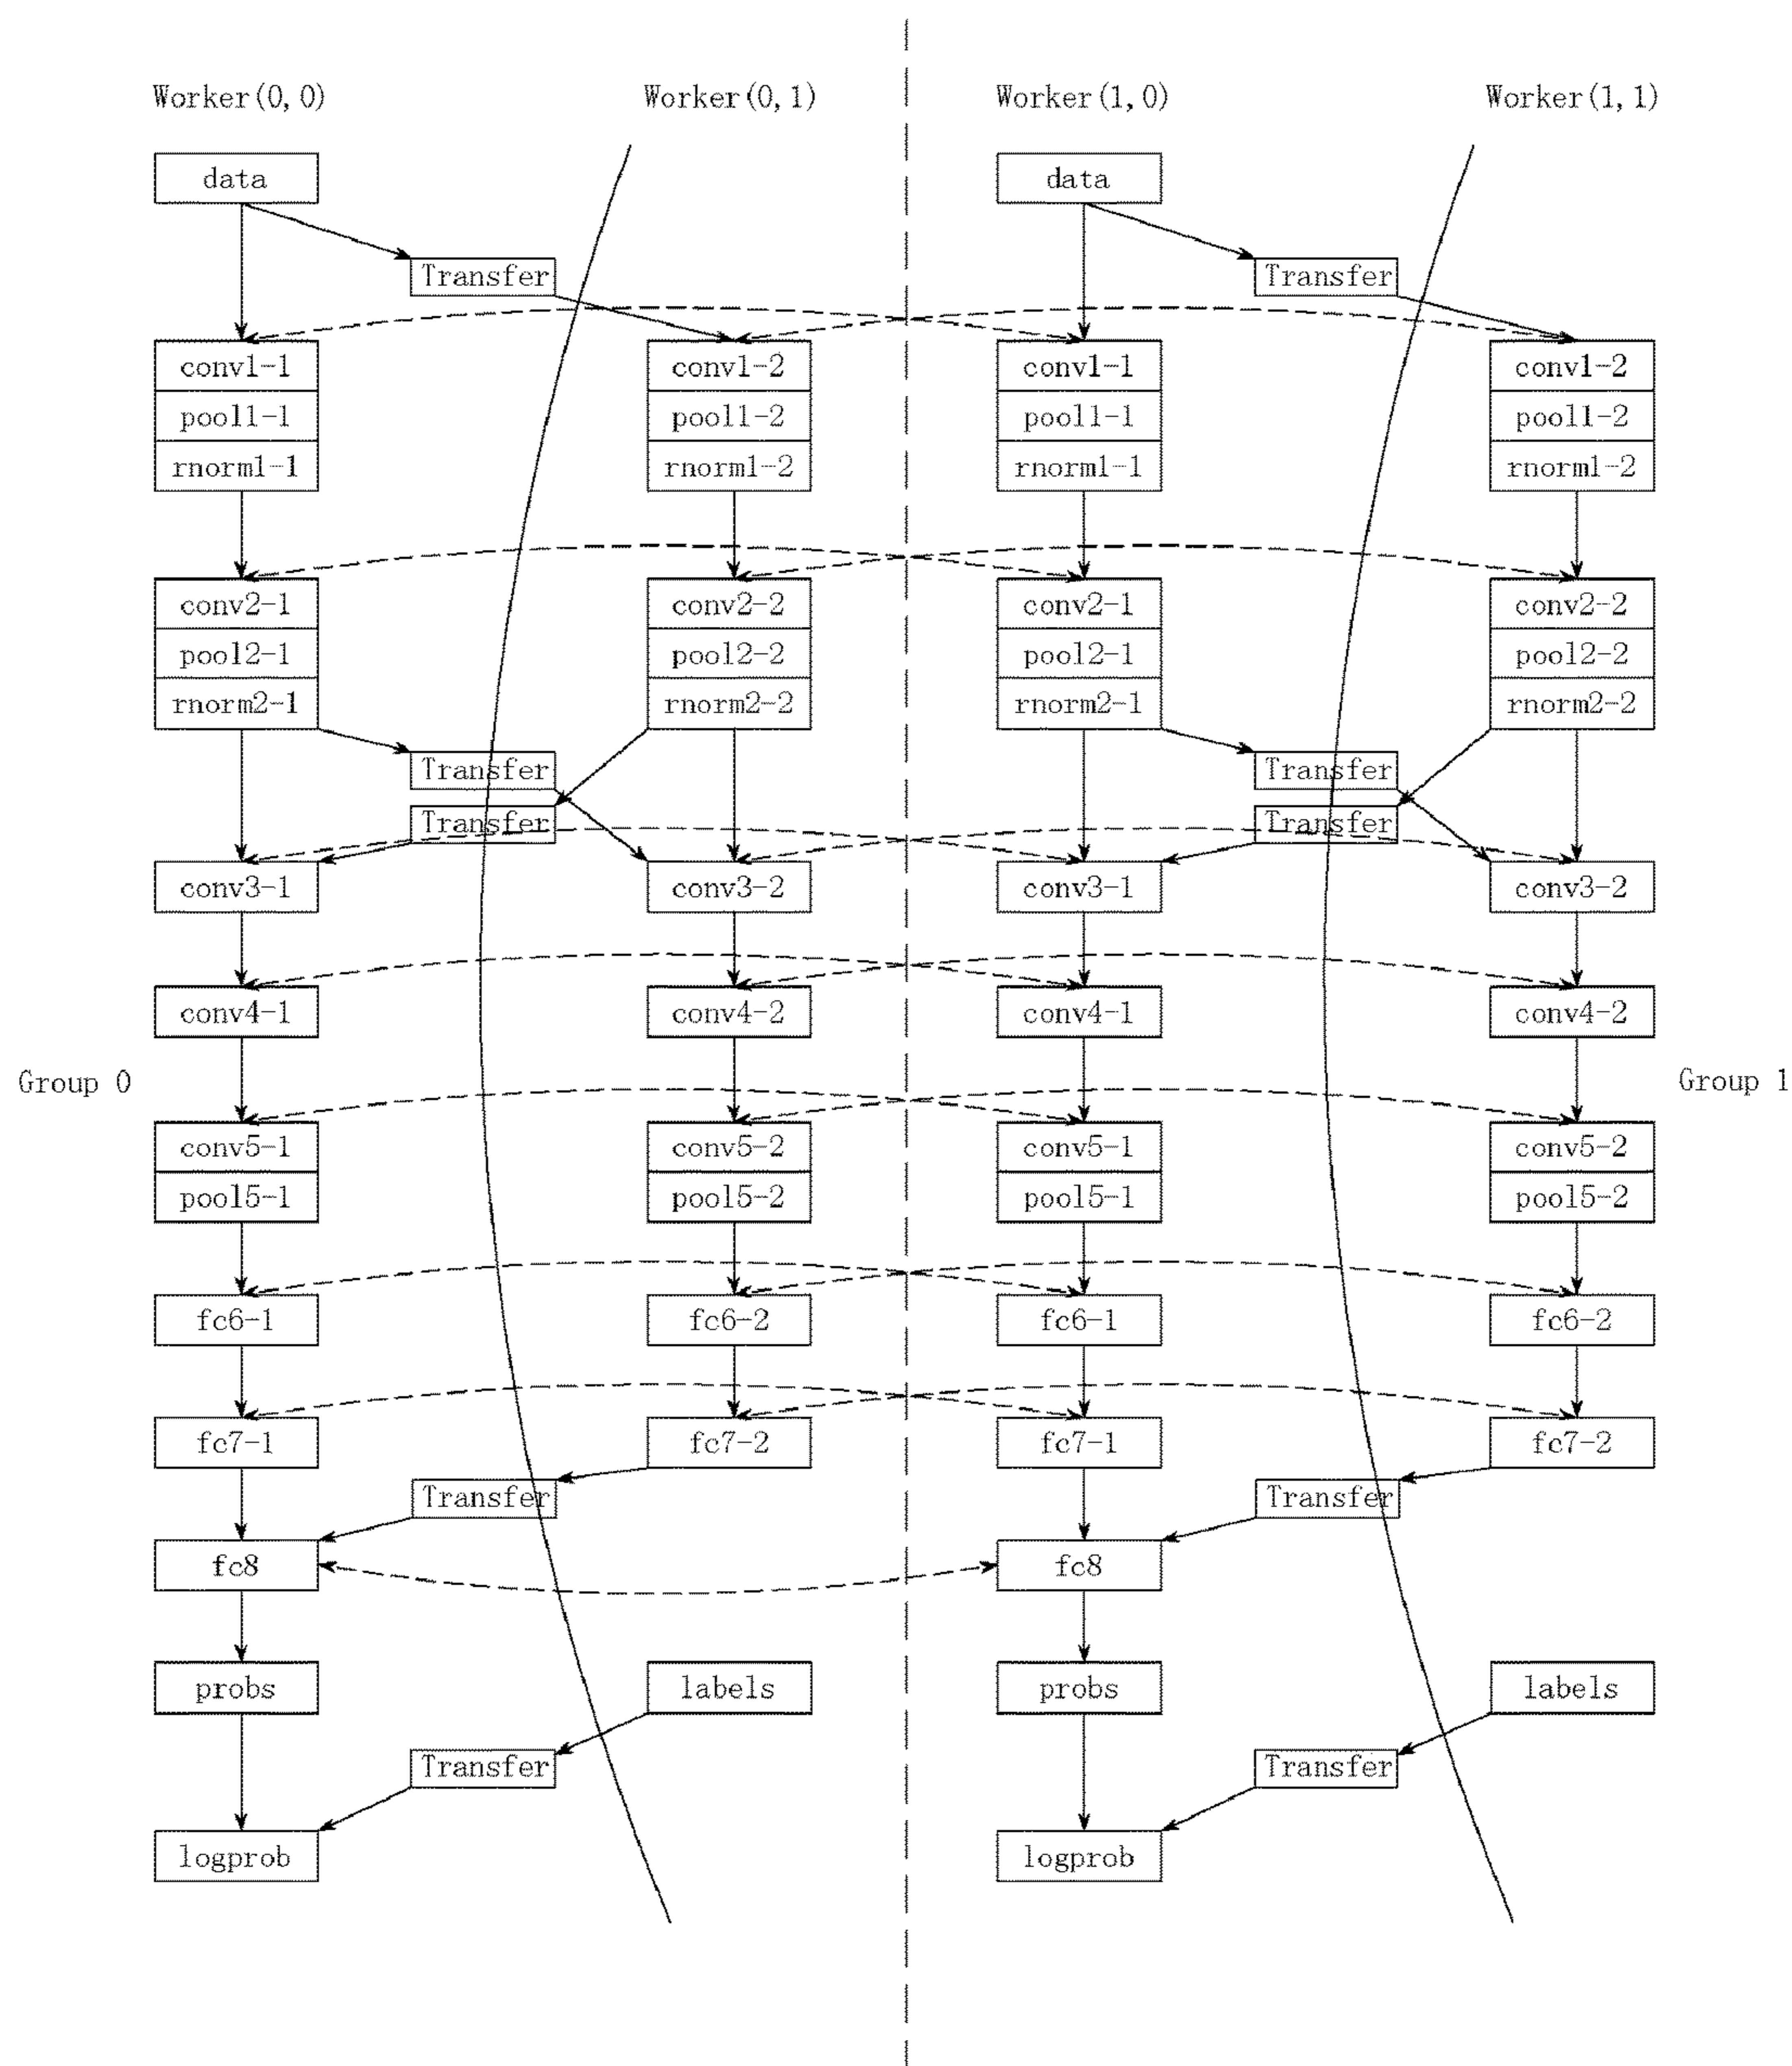 Worker(0,0) Worker(0,1) Worker(1,0) Worker(1,1)
data data
Transfer Transfer
conv1-1 conv1-2 conv1-1 conv1-2
pool1-1 pool1-2 pool1-1 pool1-2
rnorm1-1 rnorm1-2 rnorm1-1 rnorm1-2
conv2-1 conv2-2 conv2-1 conv2-2
pool2-1 pool2-2 pool2-1 pool2-2
rnorm2-1 rnorm2-2 rnorm2-1 rnorm2-2
Transfer Transfer
Transfer Transfer
conv3-1 conv3-2 conv3-1 conv3-2
conv4-1 conv4-2 conv4-1 conv4-2
Group 0 Group 1
conv5-1 conv5-2 conv5-1 conv5-2
pool5-1 pool5-2 pool5-1 pool5-2
fc6-1 fc6-2 fc6-1 fc6-2
fc7-1 fc7-2 fc7-1 fc7-2
Transfer Transfer
fc8 fc8
probs labels probs labels
Transfer Transfer
logprob logprob